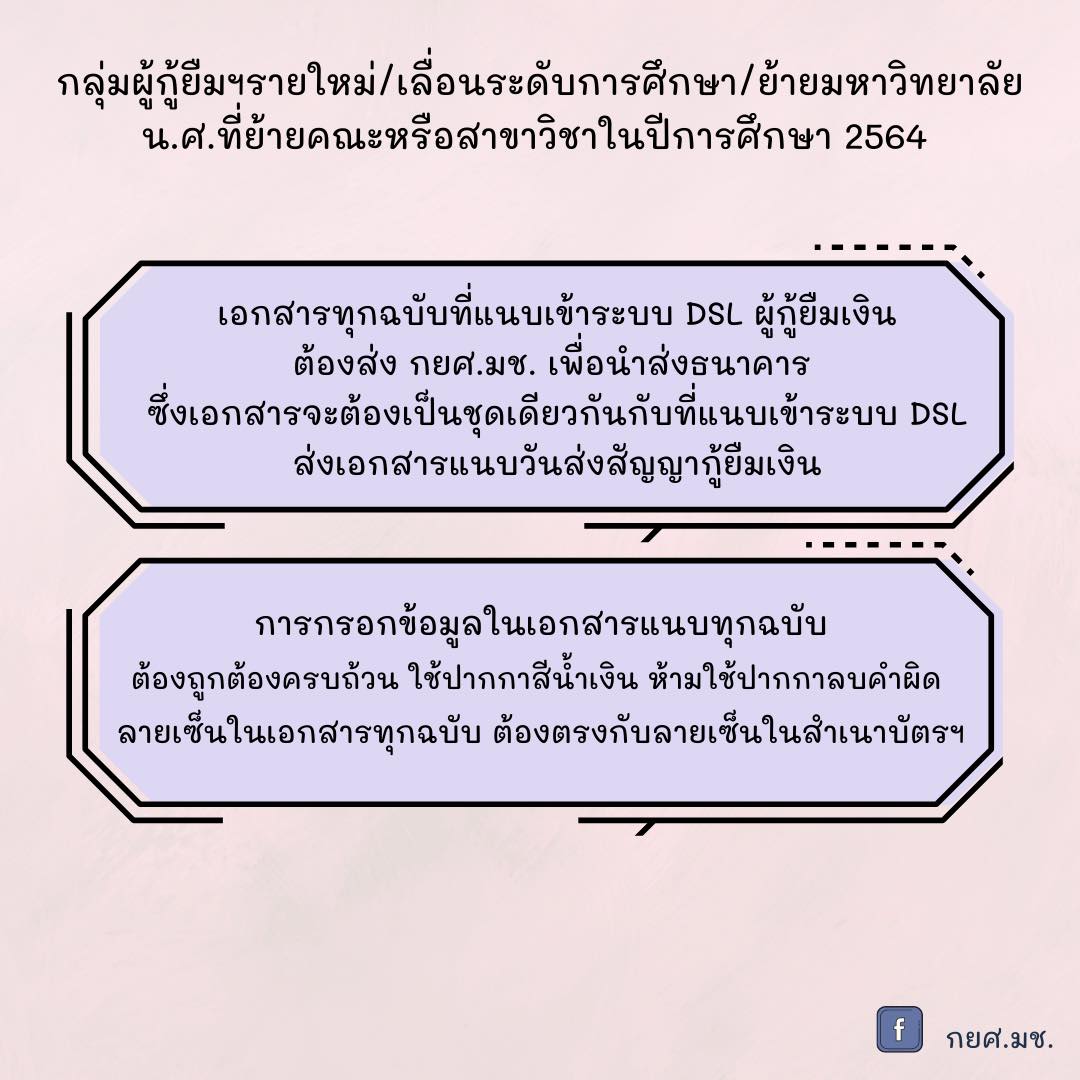 กลุ่มผู้กู้ยืมฯรายใหม่/เลื่อนระดับการศึกษา/ย้ายมหาวิทยาลัย
น.ศ.ที่ย้ายคณะหรือสาขาวิชาในปีการศึกษา 2564
เอกสารทุกฉบับที่แนบเข้าระบบ DSL ผู้กู้ยืมเงิน
ต้องส่ง กยศ.มช. เพื่อนำส่งธนาคาร
ซึ่งเอกสารจะต้องเป็นชุดเดียวกันกับที่แนบเข้าระบบ DSL
ส่งเอกสารแนบวันส่งสัญญากู้ยืมเงิน
การกรอกข้อมูลในเอกสารแนบทุกฉบับ
ต้องถูกต้องครบถ้วน ใช้ปากกาสีน้ำเงิน ห้ามใช้ปากกาลบคำผิด
ลายเซ็นในเอกสารทุกฉบับ ต้องตรงกับลายเซ็นในสำเนาบัตรฯ
f กยศ.มช.